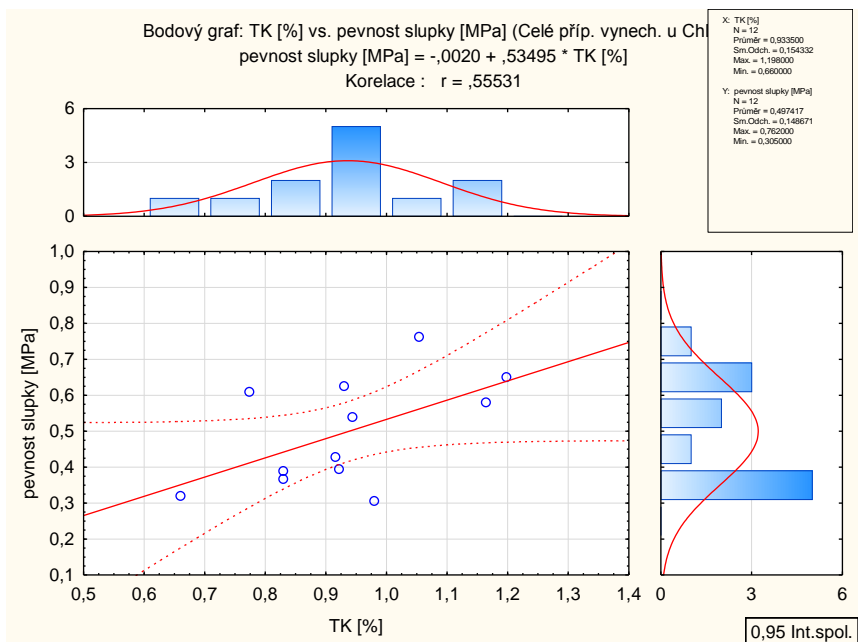 Bodový graf: TK [%] vs. pevnost slupky [MPa] (Celé příp. vynech. u Chl
pevnost slupky [MPa] = -,0020 + ,53495 * TK [%]
Korelace : r = ,55531
X: TK [%]
N = 12
Průměr = 0,933500
Sm.Odch. = 0,154332
Max. = 1,198000
Min. = 0,660000
Y: pevnost slupky [MPa]
N = 12
Průměr = 0,497417
Sm.Odch. = 0,148671
Max. = 0,762000
Min. = 0,305000
6
3
0
1,0
0,9
0,8
0,7
0,6
0,5
0,4
0,3
0,2
0,1
pevnost slupky [MPa]
0,5 0,6 0,7 0,8 0,9 1,0 1,1 1,2 1,3 1,4
TK [%]
0 3 6
0,95 Int.spol.